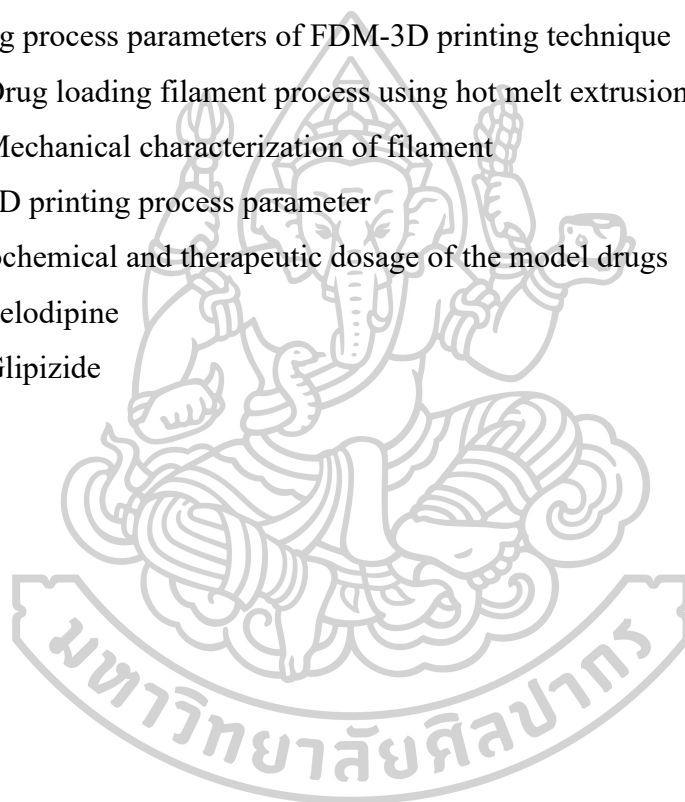 g process parameters of FDM-3D printing technique
Drug loading filament process using hot melt extrusion
Mechanical characterization of filament
D printing process parameter
ochemical and therapeutic dosage of the model drugs
elodipine
Glipizide
มหาวิทยาลัยศิลปากร